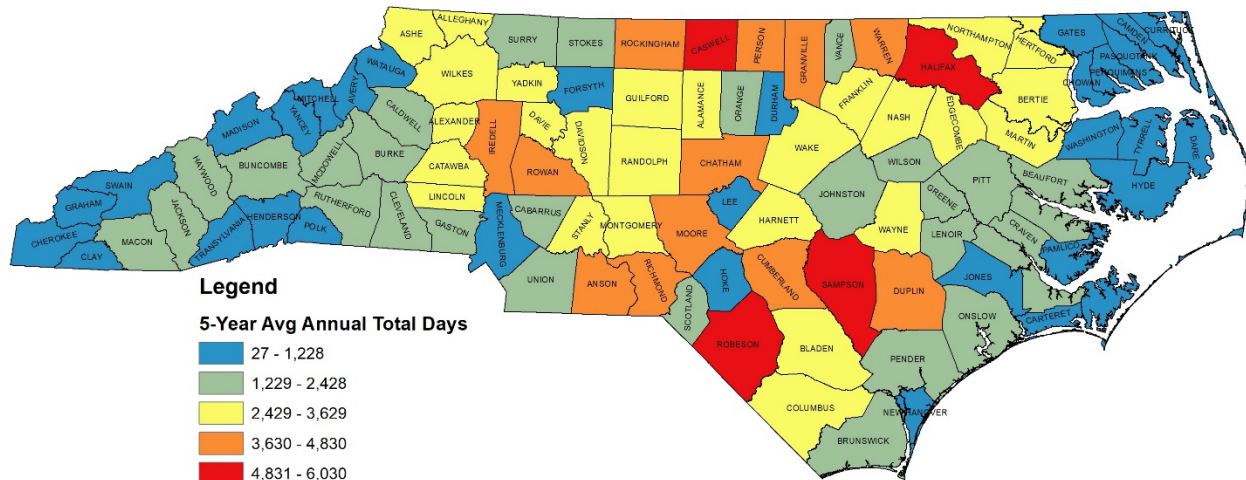 ALLEGHANY
ASHE
SURRY
STOKES
ROCKINGHAM
CASWELL
PERSON
GRANVILLE
VANCE
WARREN
NORTHAMPTON
HERTFORD
GATES
CAMDEN
CURRITUCK
PASQUOTANK
PERQUIMANS
CHOWAN
HALIFAX
BERTIE
WATAUGA
WILKES
YADKIN
FORSYTH
GUILFORD
ALAMANCE
ORANGE
DURHAM
FRANKLIN
NASH
EDGECOMBE
MARTIN
WASHINGTON
TYRRELL
DARE
MITCHELL
AVERY
YANCEY
MADISON
CALDWELL
ALEXANDER
IREDELL
DAVIE
DAVIDSON
RANDOLPH
CHATHAM
WAKE
WILSON
PITT
BEAUFORT
HYDE
BUNCOMBE
MCDOWELL
BURKE
CATAWBA
ROWAN
HAYWOOD
SWAIN
GRAHAM
JACKSON
RUTHERFORD
CLEVELAND
LINCOLN
GASTON
MECKLENBURG
CABARRUS
STANLY
MONTGOMERY
MOORE
LEE
HARNETT
JOHNSTON
WAYNE
GREENE
LENOIR
CRAVEN
PAMLICO
CHEROKEE
CLAY
MACON
TRANSYLVANIA
HENDERSON
POLK
UNION
ANSON
RICHMOND
SCOTLAND
HOKE
CUMBERLAND
SAMPSON
DUPLIN
JONES
CARTERET
ONSLOW
ROBESON
BLADEN
PENDER
COLUMBUS
NEW HANOVER
BRUNSWICK
Legend
5-Year Avg Annual Total Days
27 - 1,228
1,229 - 2,428
2,429 - 3,629
3,630 - 4,830
4,831 - 6,030